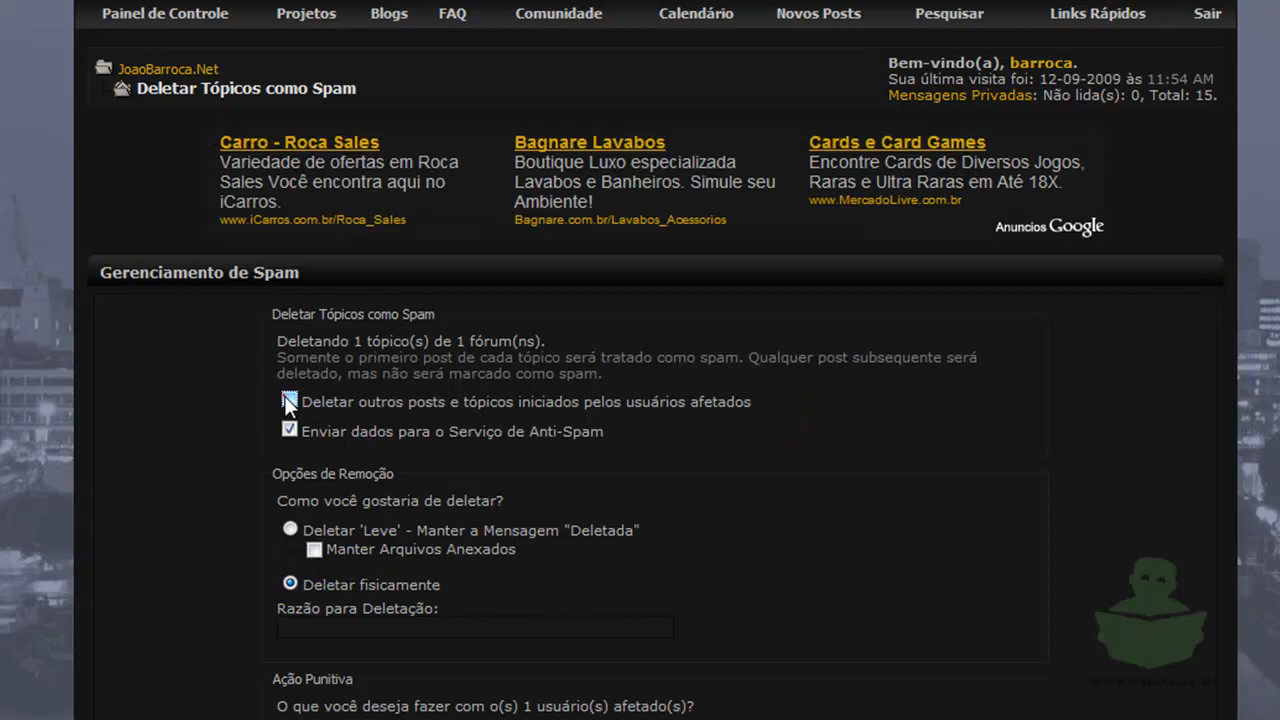 Painel de Controle Projetos Blogs FAQ Comunidade Calendário Novos Posts Pesquisar Links Rápidos Sair
JoaoBarroca.Net
Deletar Tópicos como Spam
Bem-vindo(a), barroca.
Sua última visita foi: 12-09-2009 às 11:54 AM
Mensagens Privadas: Não lida(s): 0, Total: 15.
Carro - Roca Sales
Variedade de ofertas em Roca
Sales Você encontra aqui no
iCarros.
www.iCarros.com.br/Roca_Sales
Bagnare Lavabos
Boutique Luxo especializada
Lavabos e Banheiros. Simule seu
Ambiente!
Bagnare.com.br/Lavabos_Acessorios
Cards e Card Games
Encontre Cards de Diversos Jogos,
Raras e Ultra Raras em Até 18X.
www.MercadoLivre.com.br
Anuncios Google
Gerenciamento de Spam
Deletar Tópicos como Spam
Deletando 1 tópico(s) de 1 fórum(ns).
Somente o primeiro post de cada tópico será tratado como spam. Qualquer post subsequente será
deletado, mas não será marcado como spam.
Deletar outros posts e tópicos iniciados pelos usuários afetados
Enviar dados para o Serviço de Anti-Spam
Opções de Remoção
Como você gostaria de deletar?
Deletar 'Leve' - Manter a Mensagem "Deletada"
Manter Arquivos Anexados
Deletar fisicamente
Razão para Deletação:
Ação Punitiva
O que você deseja fazer com o(s) 1 usuário(s) afetado(s)?